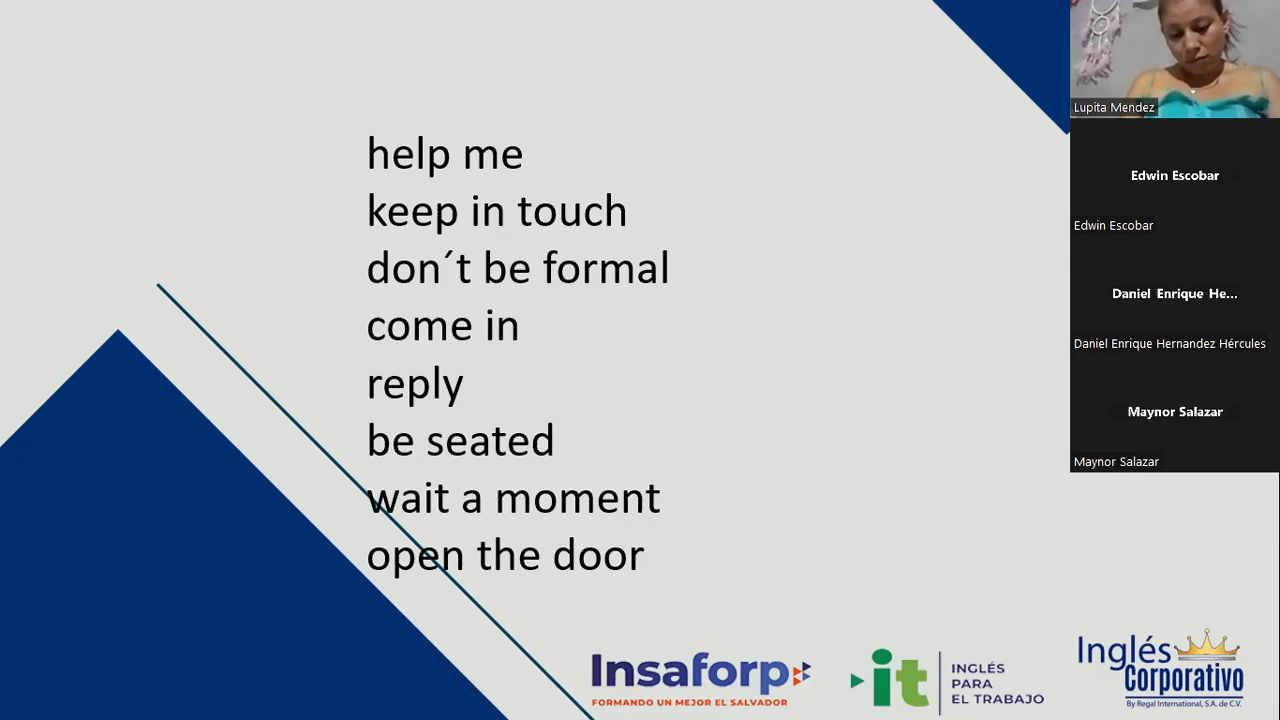 help me
keep in touch
don´t be formal
come in
reply
be seated
wait a moment
open the door
Lupita Mendez
Edwin Escobar
Edwin Escobar
Daniel Enrique He...
Daniel Enrique Hernandez Hércules
Maynor Salazar
Maynor Salazar
Insaforp
FORMANDO UN MEJOR EL SALVADOR
it
INGLÉS
PARA
EL TRABAJO
Inglés
Corporativo
By Regal International, S.A. de C.V.